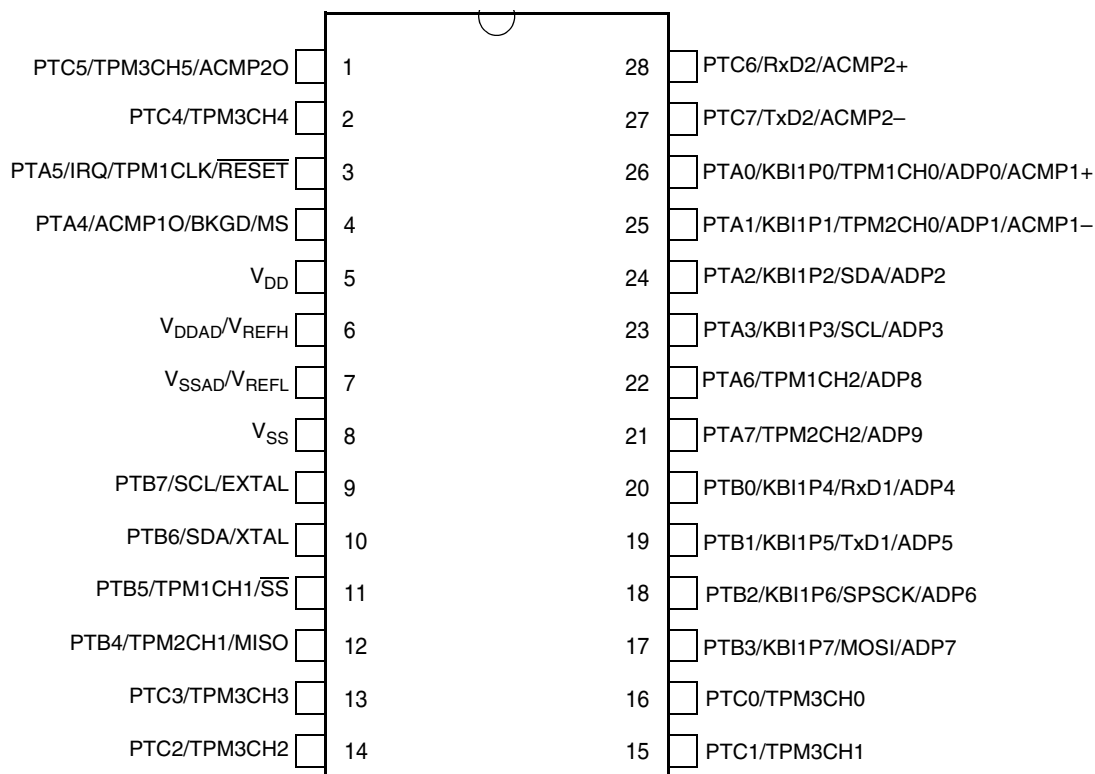 PTC5/TPM3CH5/ACMP2O 1 28 PTC6/RxD2/ACMP2+
PTC4/TPM3CH4 2 27 PTC7/TxD2/ACMP2–
PTA5/IRQ/TPM1CLK/RESET 3 26 PTA0/KBI1P0/TPM1CH0/ADP0/ACMP1+
PTA4/ACMP1O/BKGD/MS 4 25 PTA1/KBI1P1/TPM2CH0/ADP1/ACMP1–
VDD 5 24 PTA2/KBI1P2/SDA/ADP2
VDDAD/VREFH 6 23 PTA3/KBI1P3/SCL/ADP3
VSSAD/VREFL 7 22 PTA6/TPM1CH2/ADP8
VSS 8 21 PTA7/TPM2CH2/ADP9
PTB7/SCL/EXTAL 9 20 PTB0/KBI1P4/RxD1/ADP4
PTB6/SDA/XTAL 10 19 PTB1/KBI1P5/TxD1/ADP5
PTB5/TPM1CH1/SS 11 18 PTB2/KBI1P6/SPSCK/ADP6
PTB4/TPM2CH1/MISO 12 17 PTB3/KBI1P7/MOSI/ADP7
PTC3/TPM3CH3 13 16 PTC0/TPM3CH0
PTC2/TPM3CH2 14 15 PTC1/TPM3CH1